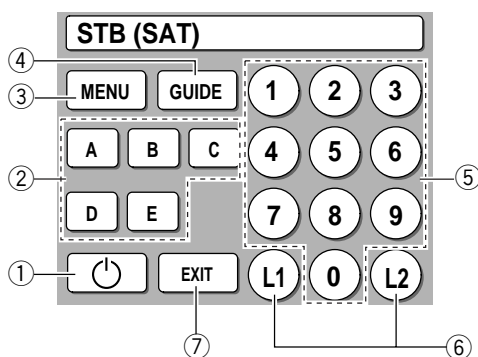 STB (SAT)
④
③ MENU GUIDE 1 2 3
② A B C 4 5 6 ⑤
D E 7 8 9
① EXIT L1 0 L2
⑦ ⑥